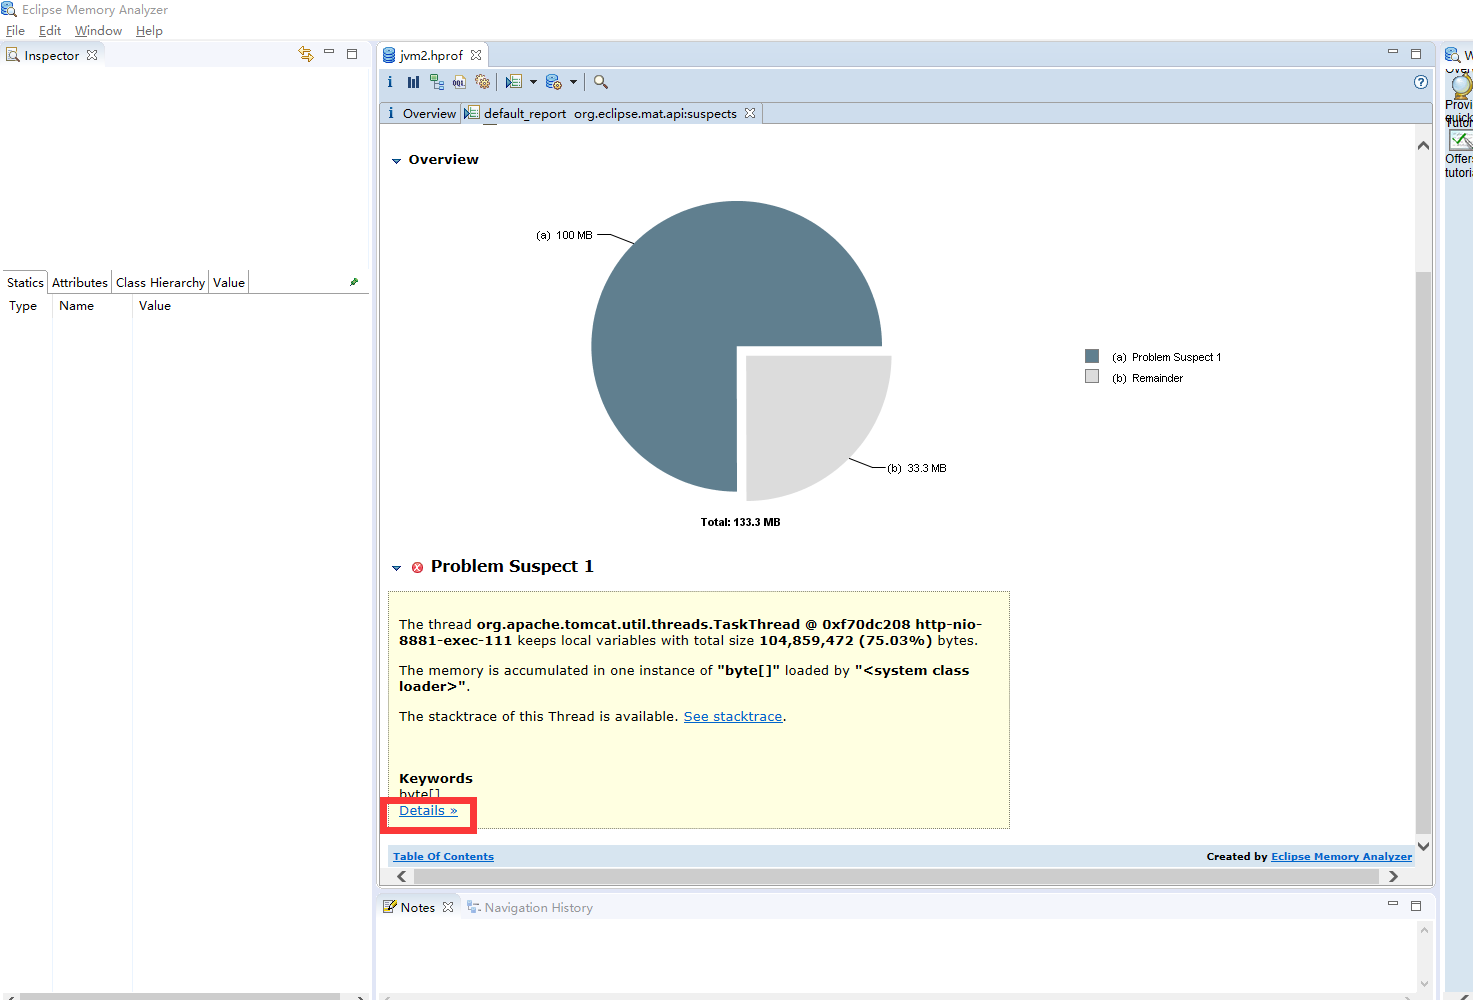 Eclipse Memory Analyzer
File Edit Window Help
Inspector
Statics Attributes Class Hierarchy Value
Type Name Value
jvm2.hprof
i Overview default_report org.eclipse.mat.api:suspects
Overview
(a) 100 MB
(b) 33.3 MB
Total: 133.3 MB
(a) Problem Suspect 1
(b) Remainder
Problem Suspect 1
The thread org.apache.tomcat.util.threads.TaskThread @ 0xf70dc208 http-nio-
8881-exec-111 keeps local variables with total size 104,859,472 (75.03%) bytes.
The memory is accumulated in one instance of "byte[]" loaded by "<system class
loader>".
The stacktrace of this Thread is available. See stacktrace.
Keywords
byte[]
Details »
Table Of Contents
Created by Eclipse Memory Analyzer
Notes Navigation History
W
Provi
quick
Tutor
Offers
tutoria